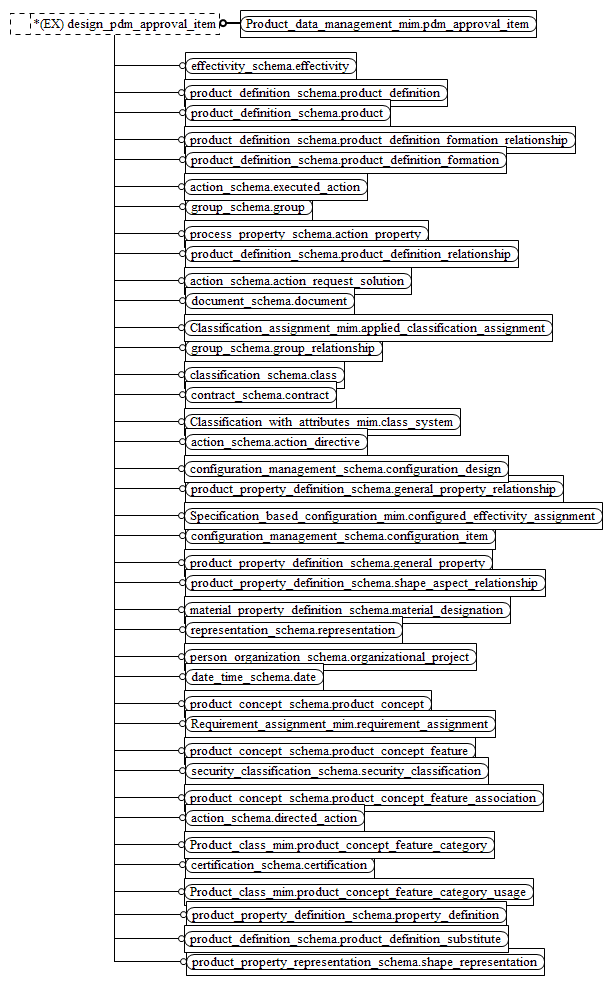 *(EX) design_pdm_approval_item
Product_data_management_mim.pdm_approval_item
effectivity_schema.effectivity
product_definition_schema.product_definition
product_definition_schema.product
product_definition_schema.product_definition_formation_relationship
product_definition_schema.product_definition_formation
action_schema.executed_action
group_schema.group
process_property_schema.action_property
product_definition_schema.product_definition_relationship
action_schema.action_request_solution
document_schema.document
Classification_assignment_mim.applied_classification_assignment
group_schema.group_relationship
classification_schema.class
contract_schema.contract
Classification_with_attributes_mim.class_system
action_schema.action_directive
configuration_management_schema.configuration_design
product_property_definition_schema.general_property_relationship
Specification_based_configuration_mim.configured_effectivity_assignment
configuration_management_schema.configuration_item
product_property_definition_schema.general_property
product_property_definition_schema.shape_aspect_relationship
material_property_definition_schema.material_designation
representation_schema.representation
person_organization_schema.organizational_project
date_time_schema.date
product_concept_schema.product_concept
Requirement_assignment_mim.requirement_assignment
product_concept_schema.product_concept_feature
security_classification_schema.security_classification
product_concept_schema.product_concept_feature_association
action_schema.directed_action
Product_class_mim.product_concept_feature_category
certification_schema.certification
Product_class_mim.product_concept_feature_category_usage
product_property_definition_schema.property_definition
product_definition_schema.product_definition_substitute
product_property_representation_schema.shape_representation